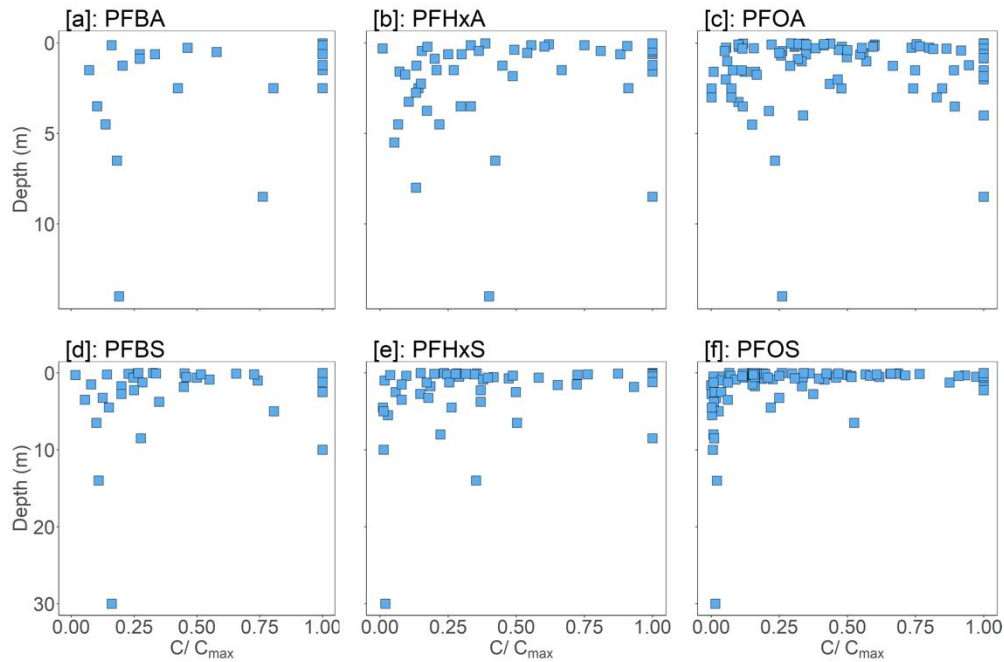 [a]: PFBA [b]: PFHxA [c]: PFOA
0
5
10
Depth (m)
[d]: PFBS [e]: PFHxS [f]: PFOS
0
10
20
30
Depth (m)
0.00 0.25 0.50 0.75 1.00 0.00 0.25 0.50 0.75 1.00 0.00 0.25 0.50 0.75 1.00
C/ Cmax C/ Cmax C/ Cmax